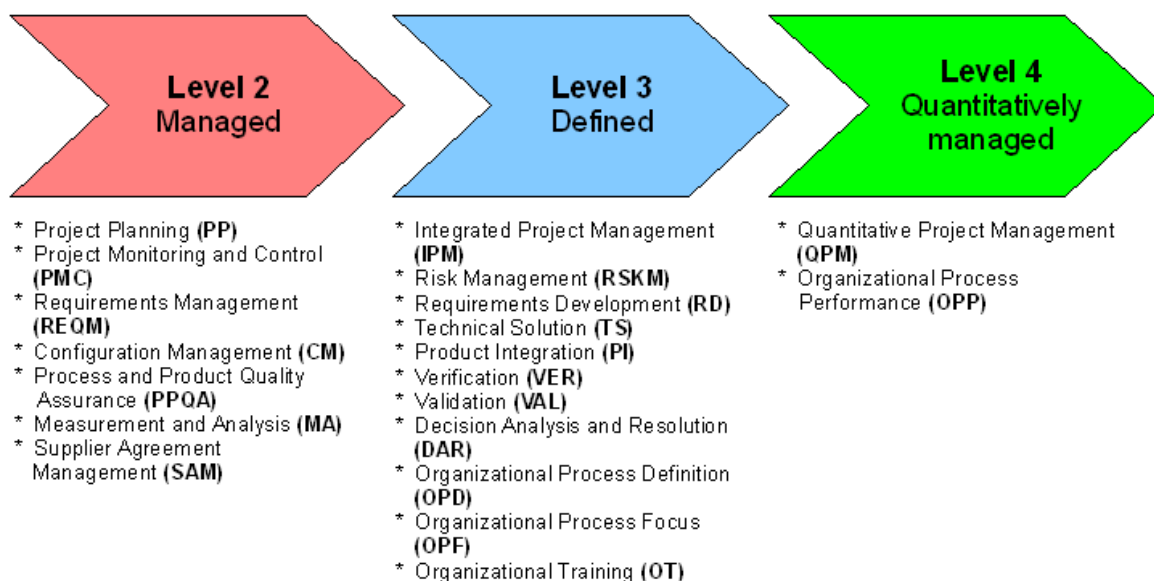 Level 2
Managed
* Project Planning (PP)
* Project Monitoring and Control
(PMC)
* Requirements Management
(REQM)
* Configuration Management (CM)
* Process and Product Quality
Assurance (PPQA)
* Measurement and Analysis (MA)
* Supplier Agreement
Management (SAM)
Level 3
Defined
* Integrated Project Management
(IPM)
* Risk Management (RSKM)
* Requirements Development (RD)
* Technical Solution (TS)
* Product Integration (PI)
* Verification (VER)
* Validation (VAL)
* Decision Analysis and Resolution
(DAR)
* Organizational Process Definition
(OPD)
* Organizational Process Focus
(OPF)
* Organizational Training (OT)
Level 4
Quantitatively
managed
* Quantitative Project Management
(QPM)
* Organizational Process
Performance (OPP)